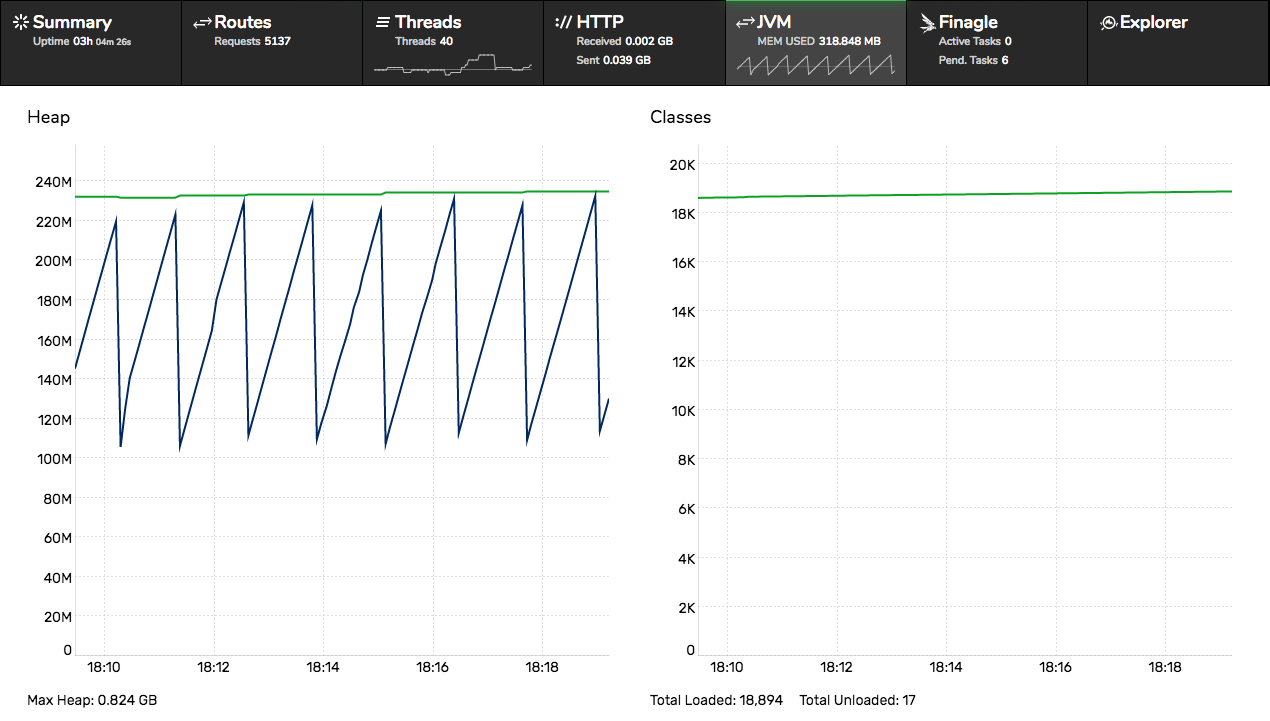 Summary
Uptime 03h 04m 26s
Routes
Requests 5137
Threads
Threads 40
:// HTTP
Received 0.002 GB
Sent 0.039 GB
JVM
MEM USED 318.848 MB
Finagle
Active Tasks 0
Pend. Tasks 6
Explorer
Heap
240M
220M
200M
180M
160M
140M
120M
100M
80M
60M
40M
20M
0
18:10 18:12 18:14 18:16 18:18
Max Heap: 0.824 GB
Classes
20K
18K
16K
14K
12K
10K
8K
6K
4K
2K
0
18:10 18:12 18:14 18:16 18:18
Total Loaded: 18,894 Total Unloaded: 17